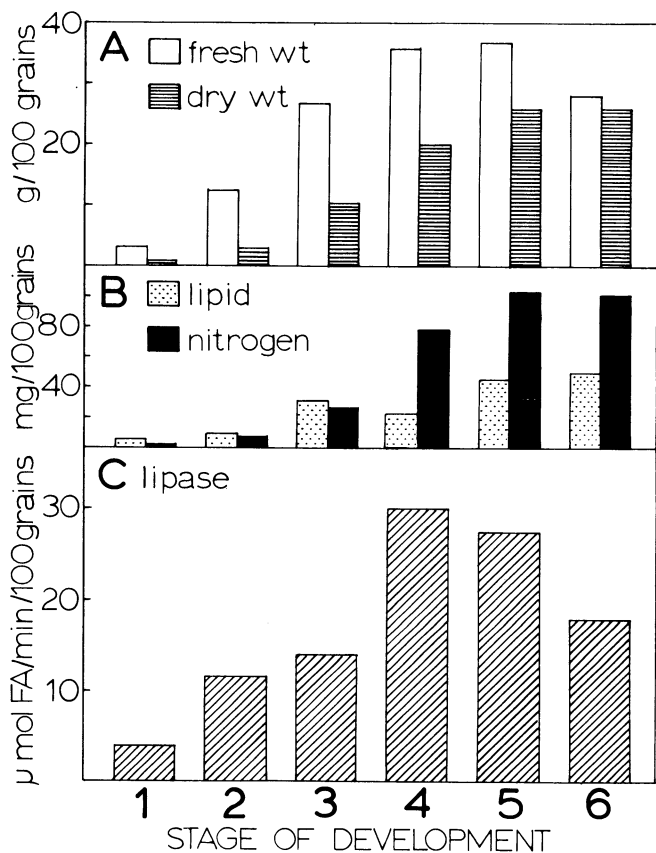 A
fresh wt
dry wt
g/100 grains
40
20
B
lipid
nitrogen
mg/100grains
80
40
C lipase
μmol FA/min/100grains
30
20
10
1 2 3 4 5 6
STAGE OF DEVELOPMENT